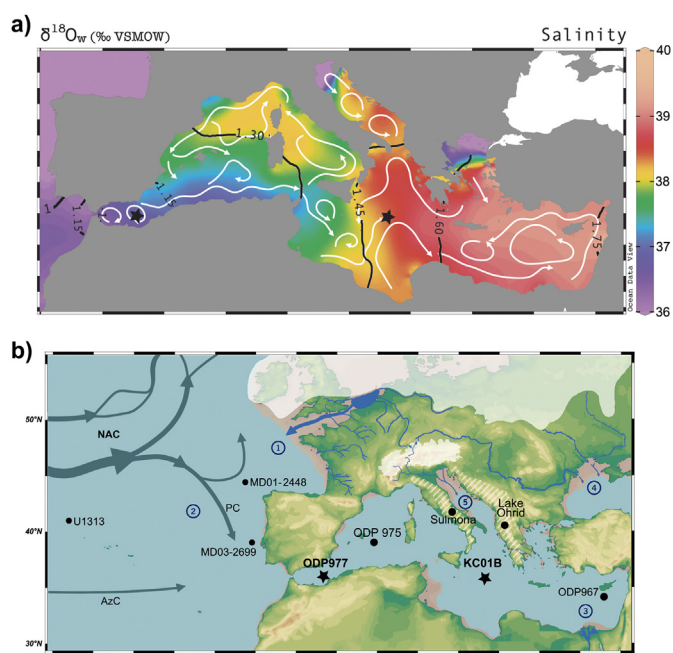 a)
δ¹⁸Ow (‰ VSMOW)
Salinity
40
39
38
37
36
1.30
1.15
1
1.15
1.45
1.60
1.75
Ocean Data View
b)
50°N
40°N
30°N
NAC
1
MD01-2448
2
PC
U1313
MD03-2699
AzC
ODP977
ODP 975
Sulmona
5
Lake
Ohrid
4
KC01B
ODP967
3